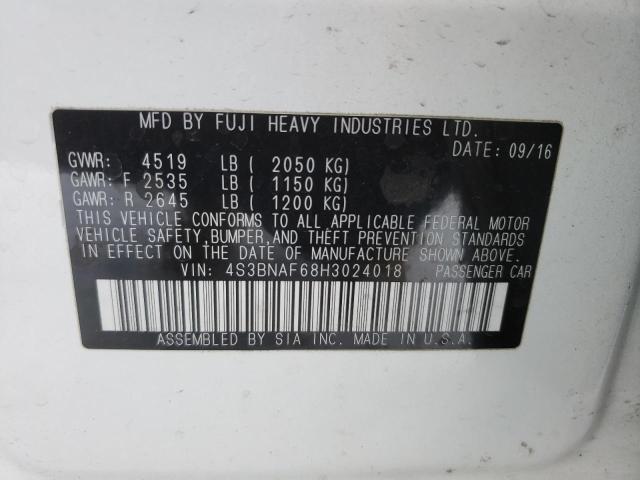 MFD BY FUJI HEAVY INDUSTRIES LTD.
DATE: 09/16
GVWR: 4519 LB ( 2050 KG)
GAWR: F 2535 LB ( 1150 KG)
GAWR: R 2645 LB ( 1200 KG)
THIS VEHICLE CONFORMS TO ALL APPLICABLE FEDERAL MOTOR
VEHICLE SAFETY,BUMPER,AND THEFT PREVENTION STANDARDS
IN EFFECT ON THE DATE OF MANUFACTURE SHOWN ABOVE.
VIN: 4S3BNAF68H3024018 PASSENGER CAR
ASSEMBLED BY SIA INC. MADE IN U.S.A.